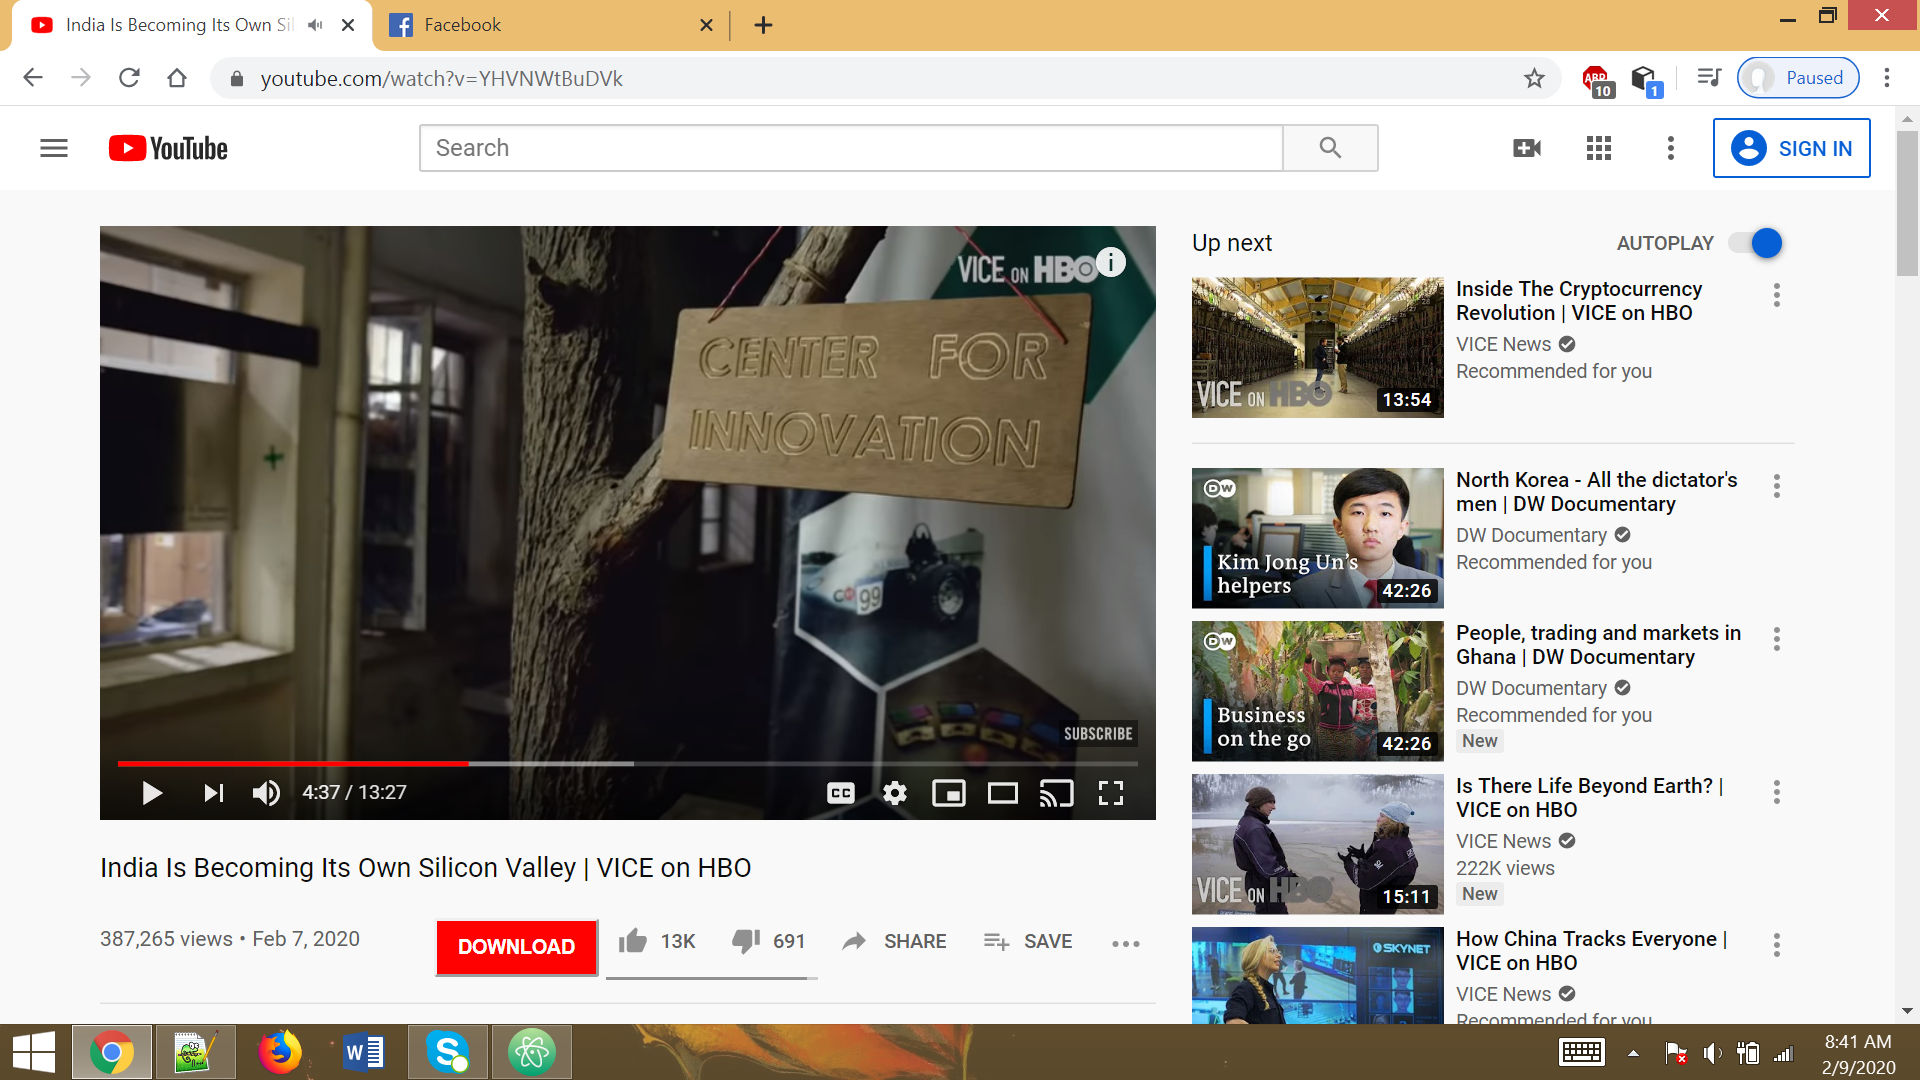 India Is Becoming Its Own Sil
Facebook
youtube.com/watch?v=YHVNWtBuDVk
ABP
10
1
Paused
YouTube
Search
SIGN IN
VICE ON HBO
i
CENTER FOR
INNOVATION
99
SUBSCRIBE
4:37 / 13:27
CC
India Is Becoming Its Own Silicon Valley | VICE on HBO
387,265 views • Feb 7, 2020
DOWNLOAD
13K
691
SHARE
SAVE
Up next
AUTOPLAY
VICE ON HBO
13:54
Inside The Cryptocurrency
Revolution | VICE on HBO
VICE News
Recommended for you
DW
Kim Jong Un's
helpers
42:26
North Korea - All the dictator's
men | DW Documentary
DW Documentary
Recommended for you
DW
Business
on the go
42:26
People, trading and markets in
Ghana | DW Documentary
DW Documentary
Recommended for you
New
VICE ON HBO
15:11
Is There Life Beyond Earth? |
VICE on HBO
VICE News
222K views
New
SKYNET
How China Tracks Everyone |
VICE on HBO
VICE News
Recommended for you
8:41 AM
2/9/2020